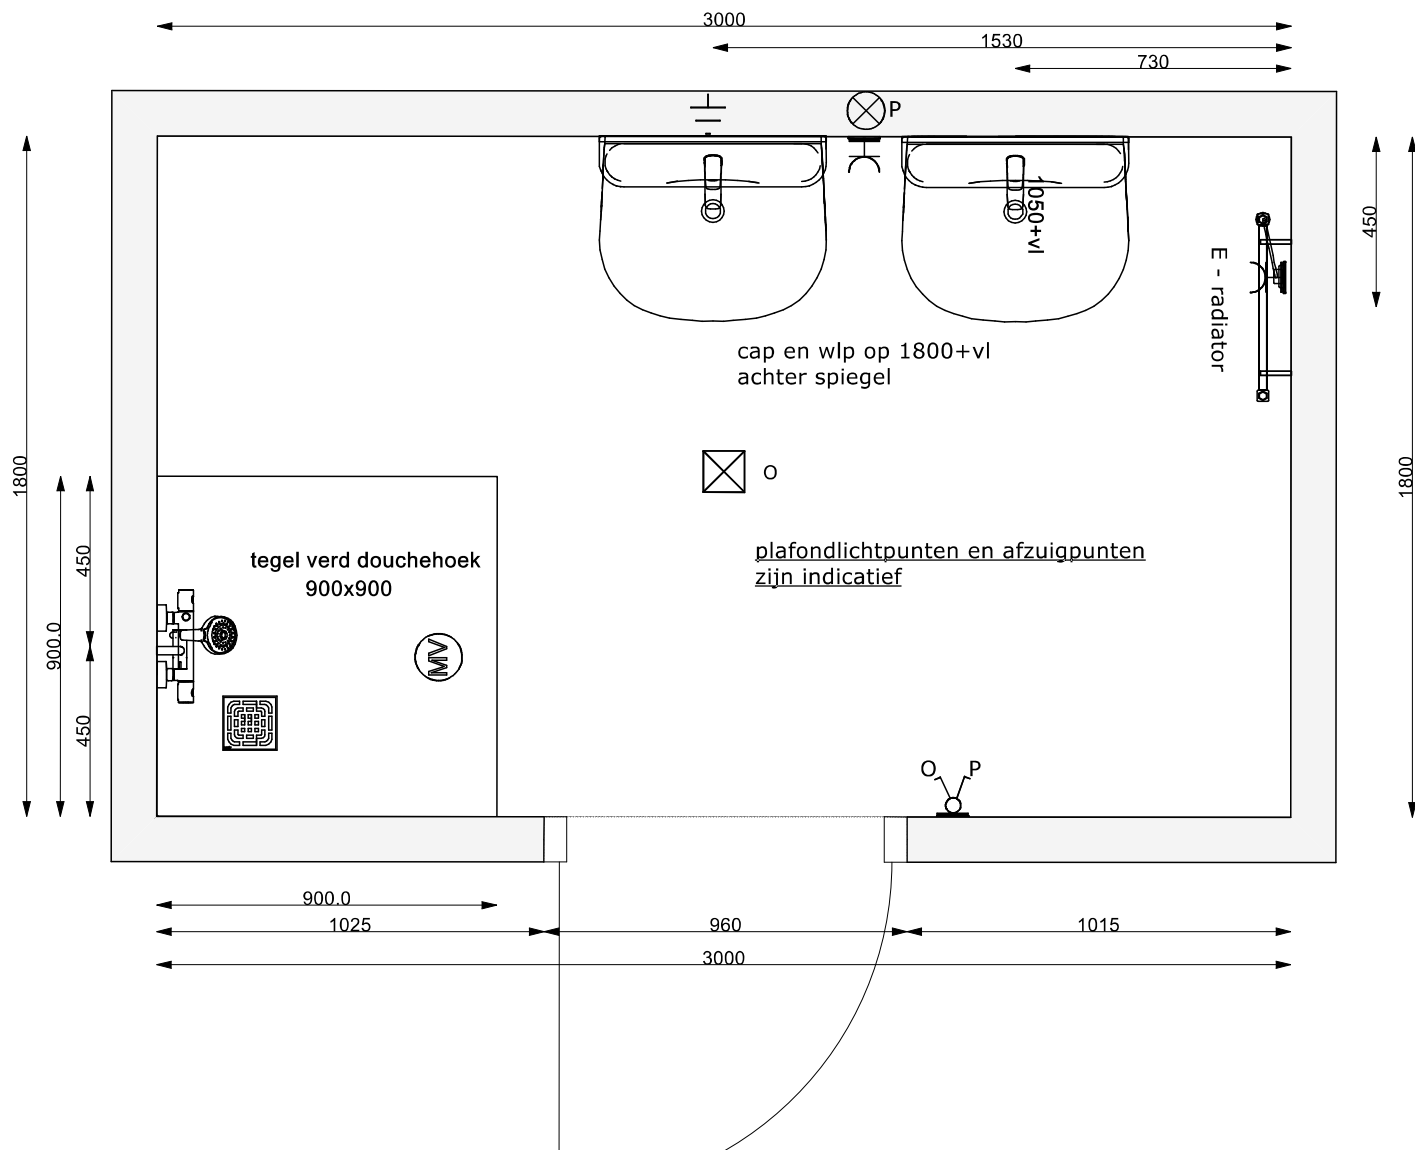 3000
1530
730
P
1050+vl
450
E - radiator
cap en wlp op 1800+vl
achter spiegel
1800
1800
O
450
tegel verd douchehoek
900x900
plafondlichtpunten en afzuigpunten
zijn indicatief
900.0
MV
450
O P
900.0
1025
960
1015
3000